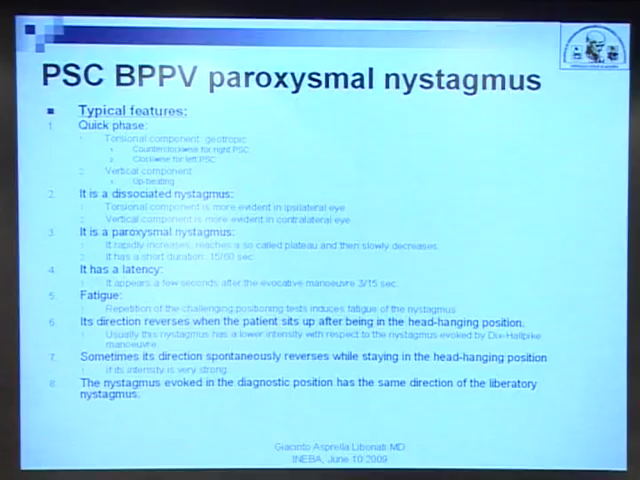 PSC BPPV paroxysmal nystagmus
Typical features:
1. Quick phase:
Torsional component: geotropic
1. Counterclockwise for right PSC
2. Clockwise for left PSC
2. Vertical component
Up-beating
2. It is a dissociated nystagmus:
1. Torsional component is more evident in ipsilateral eye
2. Vertical component is more evident in contralateral eye
3. It is a paroxysmal nystagmus:
1. It rapidly increases, reaches a so called plateau and then slowly decreases.
2. It has a short duration: 15/60 sec
4. It has a latency:
It appears a few seconds after the evocative manoeuvre 3/15 sec.
5. Fatigue:
Repetition of the challenging positioning tests induces fatigue of the nystagmus
6. Its direction reverses when the patient sits up after being in the head-hanging position.
Usually this nystagmus has a lower intensity with respect to the nystagmus evoked by Dix-Hallpike
manoeuvre.
7. Sometimes its direction spontaneously reverses while staying in the head-hanging position
if its intensity is very strong.
8. The nystagmus evoked in the diagnostic position has the same direction of the liberatory
nystagmus.
Giacinto Asprella Libonati MD
INEBA, June 10 2009